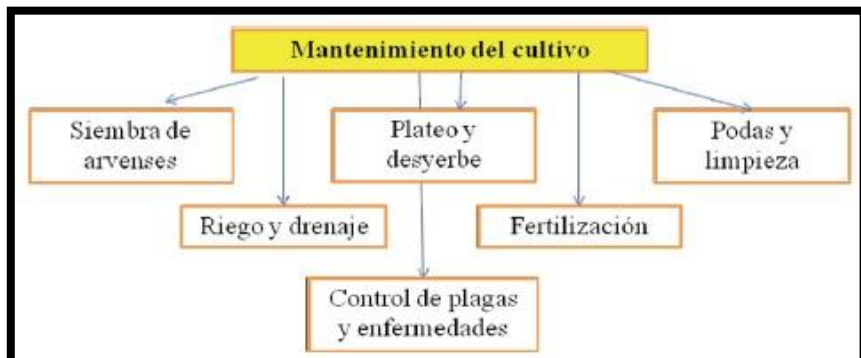 Mantenimiento del cultivo
Siembra de
arvenses
Plateo y
desyerbe
Podas y
limpieza
Riego y drenaje
Fertilización
Control de plagas
y enfermedades